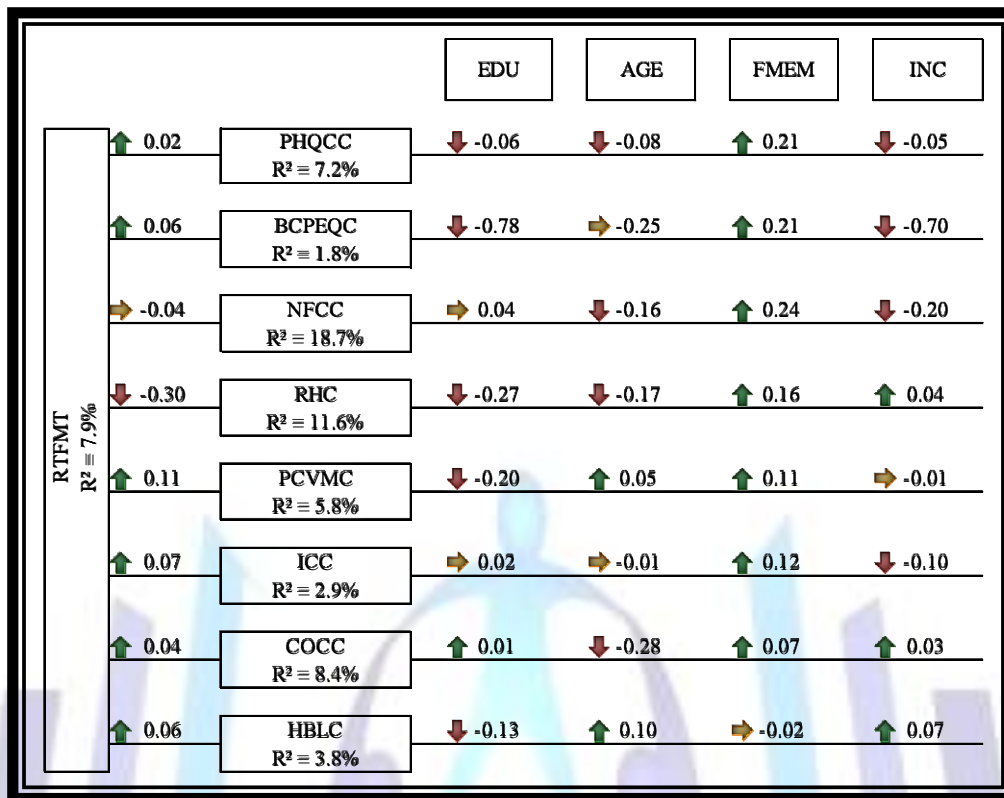 EDU AGE FMEM INC
RTFMT
R² = 7.9%
0.02 PHQCC -0.06 -0.08 0.21 -0.05
R² = 7.2%
0.06 BCPEQC -0.78 -0.25 0.21 -0.70
R² = 1.8%
-0.04 NFCC 0.04 -0.16 0.24 -0.20
R² = 18.7%
-0.30 RHC -0.27 -0.17 0.16 0.04
R² = 11.6%
0.11 PCVMC -0.20 0.05 0.11 -0.01
R² = 5.8%
0.07 ICC 0.02 -0.01 0.12 -0.10
R² = 2.9%
0.04 COCC 0.01 -0.28 0.07 0.03
R² = 8.4%
0.06 HBLC -0.13 0.10 -0.02 0.07
R² = 3.8%